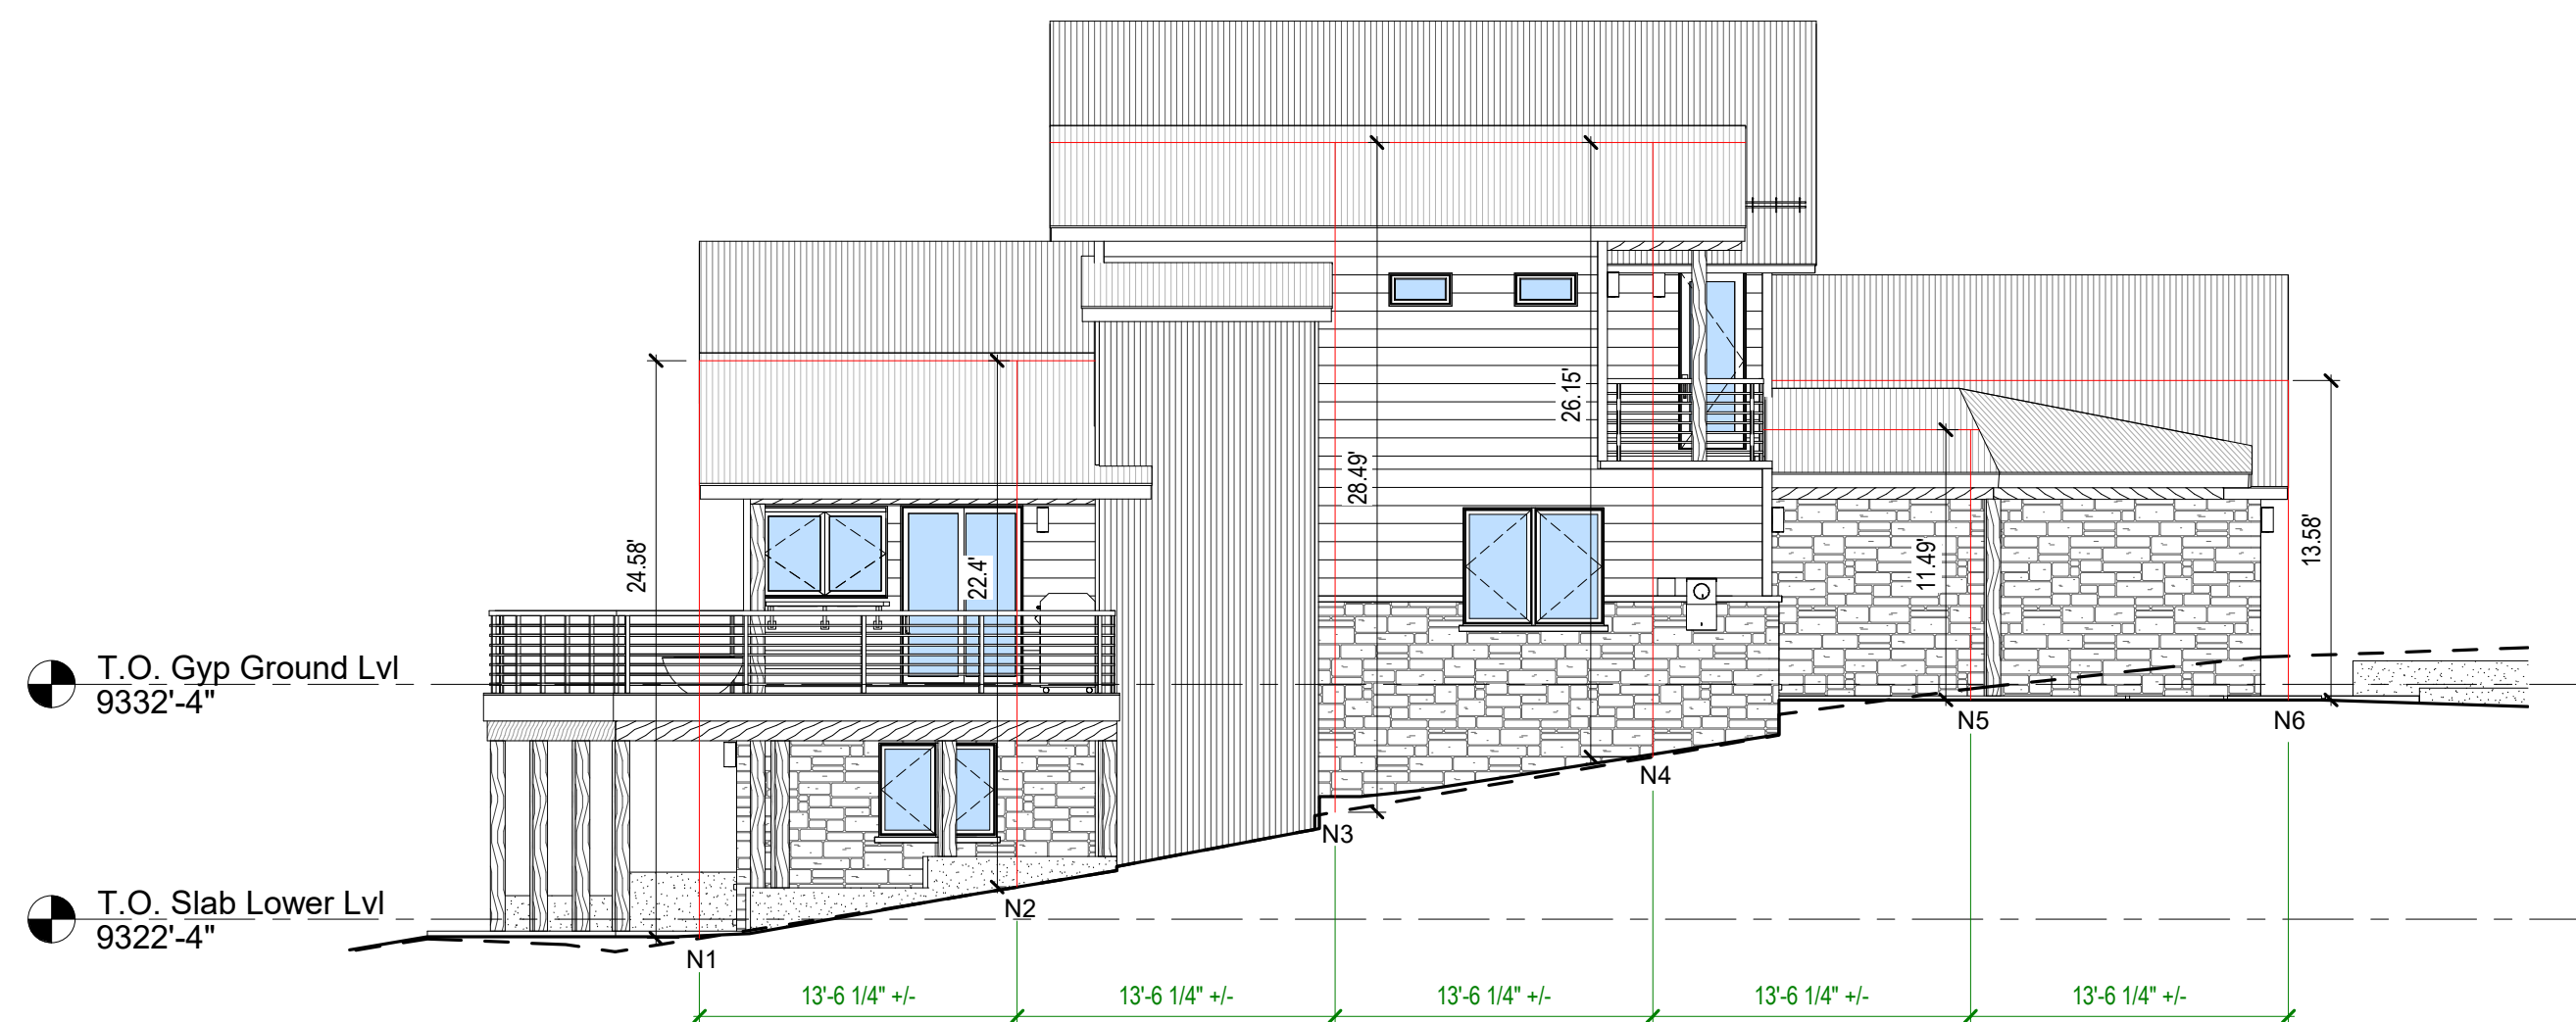 26.15'
28.49'
24.58'
22.4'
11.49'
13.58'
T.O. Gyp Ground Lvl
9332'-4"
N5
N6
N4
N3
T.O. Slab Lower Lvl
9322'-4"
N2
N1
13'-6 1/4" +/-
13'-6 1/4" +/-
13'-6 1/4" +/-
13'-6 1/4" +/-
13'-6 1/4" +/-